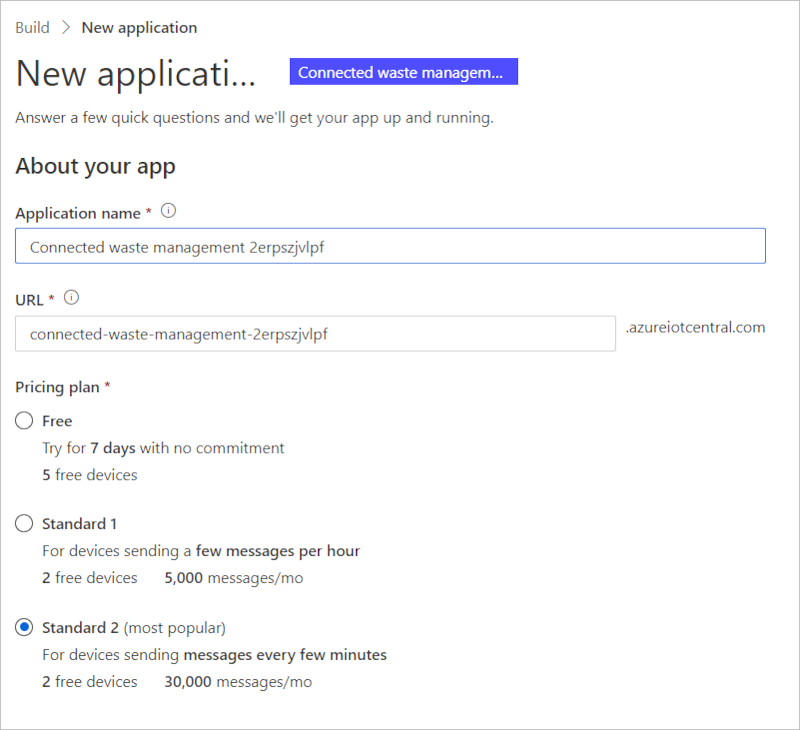 Build > New application
New applicati... Connected waste managem...
Answer a few quick questions and we'll get your app up and running.
About your app
Application name *
Connected waste management 2erpszjvlpf
URL *
connected-waste-management-2erpszjvlpf .azureiotcentral.com
Pricing plan *
Free
Try for 7 days with no commitment
5 free devices
Standard 1
For devices sending a few messages per hour
2 free devices 5,000 messages/mo
Standard 2 (most popular)
For devices sending messages every few minutes
2 free devices 30,000 messages/mo